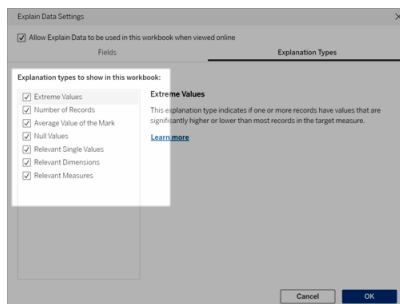 Explain Data Settings
Allow Explain Data to be used in this workbook when viewed online
Fields
Explanation Types
Explanation types to show in this workbook:
Extreme Values
Number of Records
Average Value of the Mark
Null Values
Relevant Single Values
Relevant Dimensions
Relevant Measures
Extreme Values
This explanation type indicates if one or more records have values that are
significantly higher or lower than most records in the target measure.
Learn more
Cancel
OK